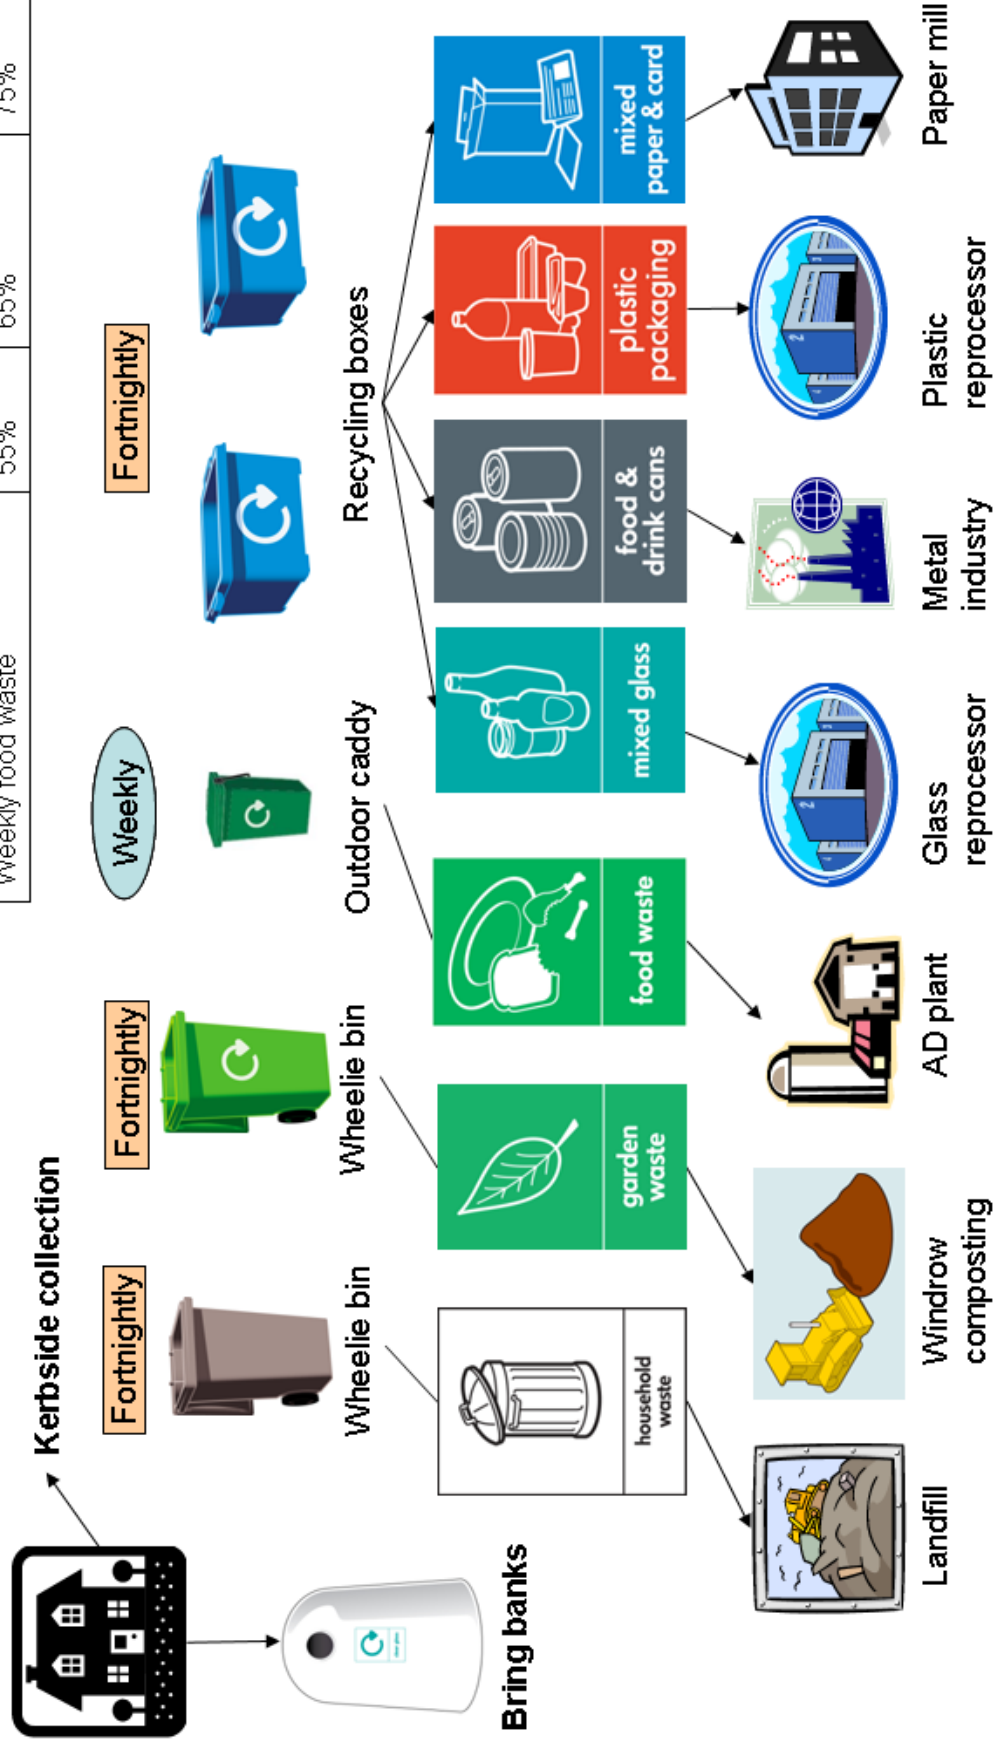 Weekly food waste 55% 65% 75%
Kerbside collection
Fortnightly
Fortnightly
Weekly
Fortnightly
Wheelie bin
Wheelie bin
Outdoor caddy
Recycling boxes
Bring banks
household
waste
garden
waste
food waste
mixed glass
food &
drink cans
plastic
packaging
mixed
paper & card
Landfill
Windrow
composting
AD plant
Glass
reprocessor
Metal
industry
Plastic
reprocessor
Paper mill